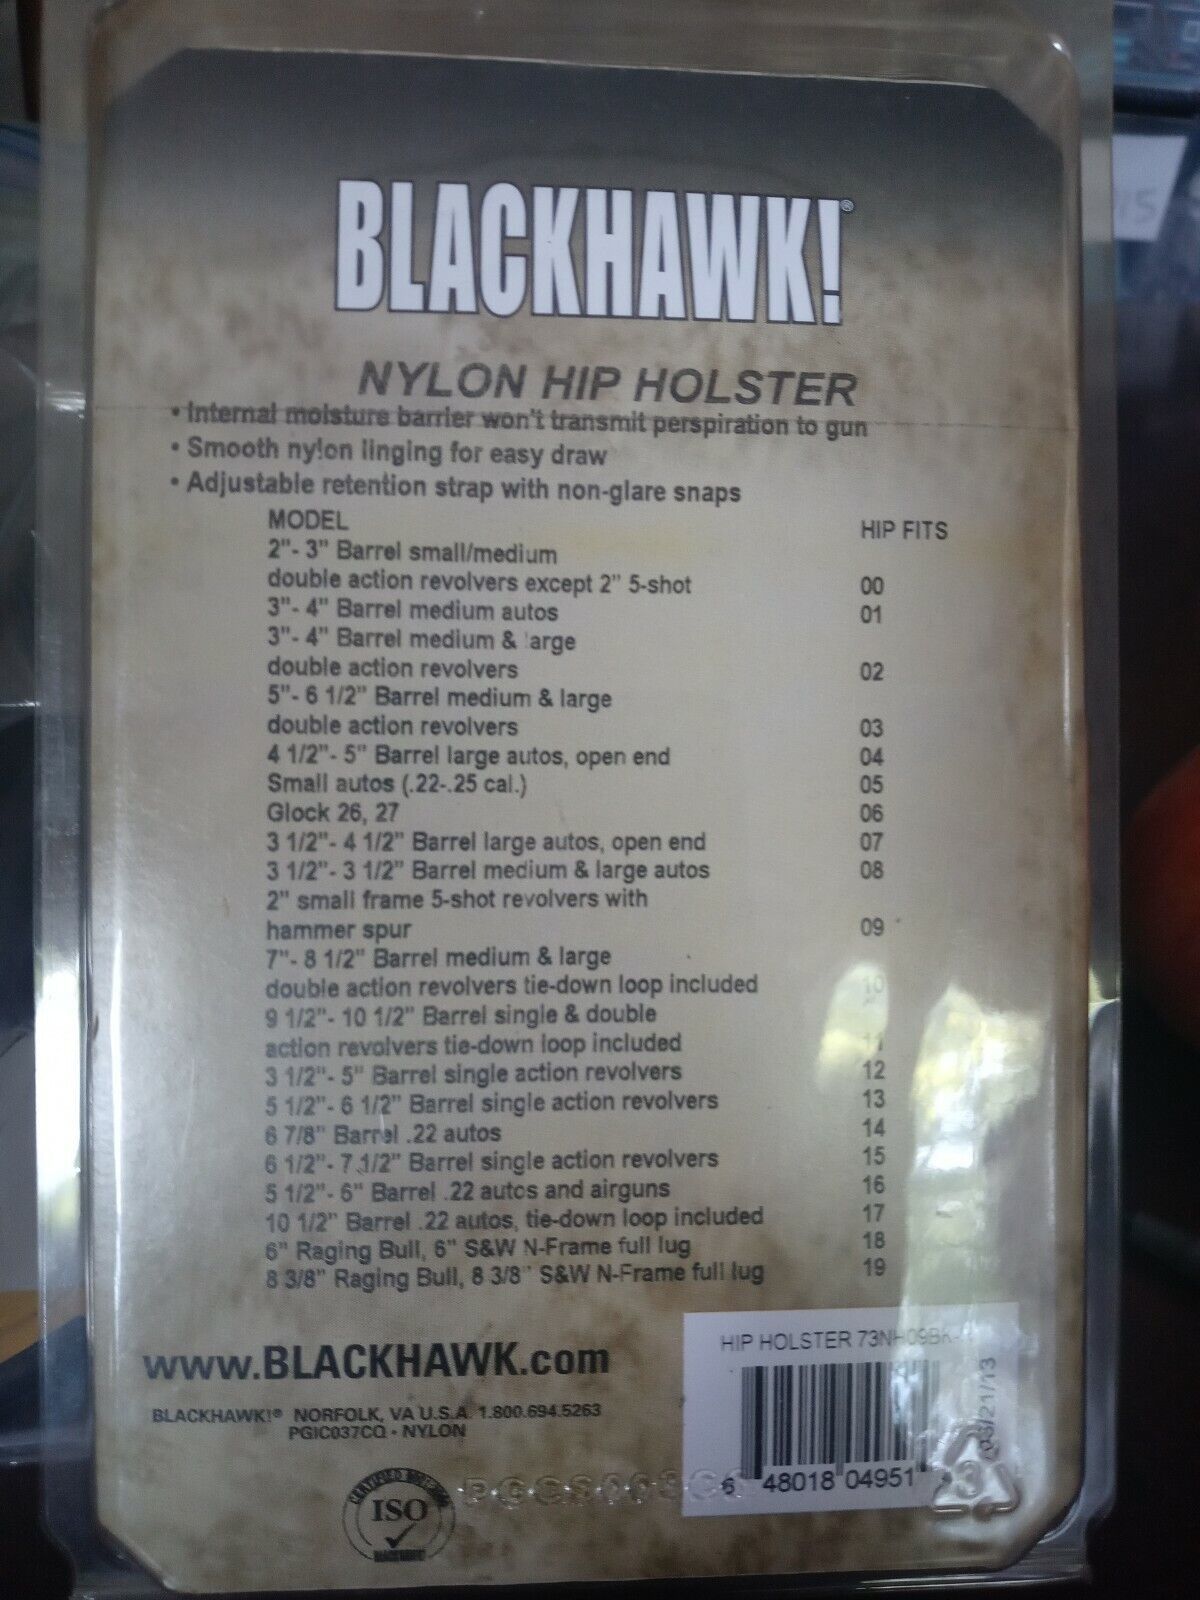 BLACKHAWK!®
NYLON HIP HOLSTER
• Internal moisture barrier won't transmit perspiration to gun
• Smooth nylon linging for easy draw
• Adjustable retention strap with non-glare snaps
MODEL HIP FITS
2"- 3" Barrel small/medium
double action revolvers except 2" 5-shot 00
3"- 4" Barrel medium autos 01
3"- 4" Barrel medium & large
double action revolvers 02
5"- 6 1/2" Barrel medium & large
double action revolvers 03
4 1/2"- 5" Barrel large autos, open end 04
Small autos (.22-.25 cal.) 05
Glock 26, 27 06
3 1/2"- 4 1/2" Barrel large autos, open end 07
3 1/2"- 3 1/2" Barrel medium & large autos 08
2" small frame 5-shot revolvers with
hammer spur 09
7"- 8 1/2" Barrel medium & large
double action revolvers tie-down loop included 10
9 1/2"- 10 1/2" Barrel single & double
action revolvers tie-down loop included 11
3 1/2"- 5" Barrel single action revolvers 12
5 1/2"- 6 1/2" Barrel single action revolvers 13
6 7/8" Barrel .22 autos 14
6 1/2"- 7 1/2" Barrel single action revolvers 15
5 1/2"- 6" Barrel .22 autos and airguns 16
10 1/2" Barrel .22 autos, tie-down loop included 17
6" Raging Bull, 6" S&W N-Frame full lug 18
8 3/8" Raging Bull, 8 3/8" S&W N-Frame full lug 19
HIP HOLSTER
www.BLACKHAWK.com
BLACKHAWK!® NORFOLK, VA U.S.A. 1.800.694.5263
PGIC037CQ • NYLON
6 48018 04951
ISO
3